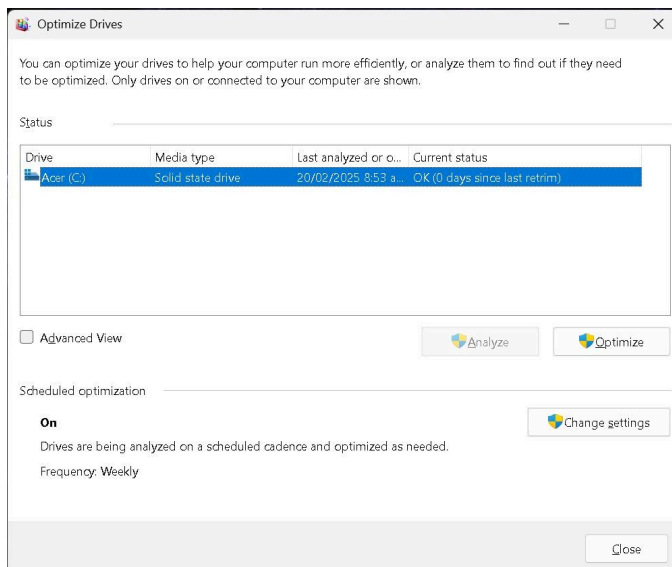 Optimize Drives
You can optimize your drives to help your computer run more efficiently, or analyze them to find out if they need
to be optimized. Only drives on or connected to your computer are shown.
Status
Drive Media type Last analyzed or o... Current status
Acer (C:) Solid state drive 20/02/2025 8:53 a... OK (0 days since last retrim)
Advanced View
Analyze Optimize
Scheduled optimization
On
Change settings
Drives are being analyzed on a scheduled cadence and optimized as needed.
Frequency: Weekly
Close